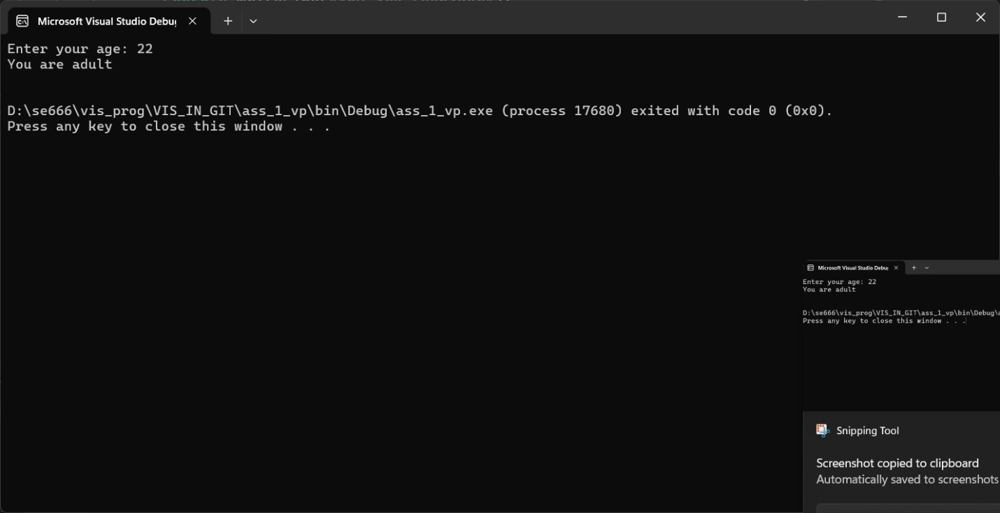 Microsoft Visual Studio Debu
Enter your age: 22
You are adult
D:\se666\vis_prog\VIS_IN_GIT\ass_1_vp\bin\Debug\ass_1_vp.exe (process 17680) exited with code 0 (0x0).
Press any key to close this window . . .
Microsoft Visual Studio Debug
Enter your age: 22
You are adult
D:\se666\vis_prog\VIS_IN_GIT\ass_1_vp\bin\Debug\
Press any key to close this window . . .
Snipping Tool
Screenshot copied to clipboard
Automatically saved to screenshots